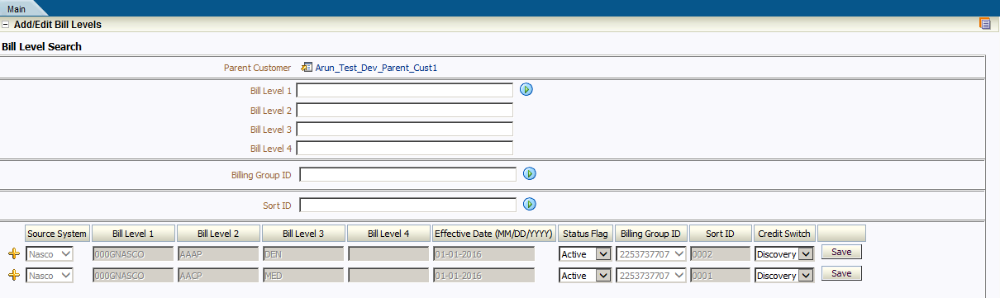 Main
Add/Edit Bill Levels
Bill Level Search
Parent Customer Arun_Test_Dev_Parent_Cust1
Bill Level 1
Bill Level 2
Bill Level 3
Bill Level 4
Billing Group ID
Sort ID
Source System Bill Level 1 Bill Level 2 Bill Level 3 Bill Level 4 Effective Date (MM/DD/YYYY) Status Flag Billing Group ID Sort ID Credit Switch
Nasco 000GNASCO AAAP DEN 01-01-2016 Active 2253737707 0002 Discovery Save
Nasco 000GNASCO AACP MED 01-01-2016 Active 2253737707 0001 Discovery Save